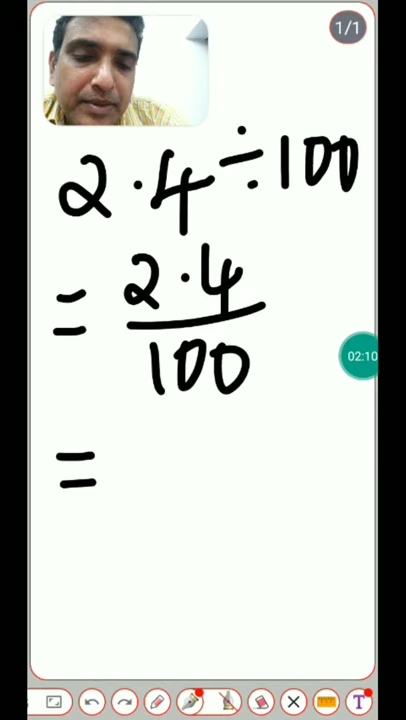 1/1
2.4 ÷ 100
= 2.4
100
02:10
=
T